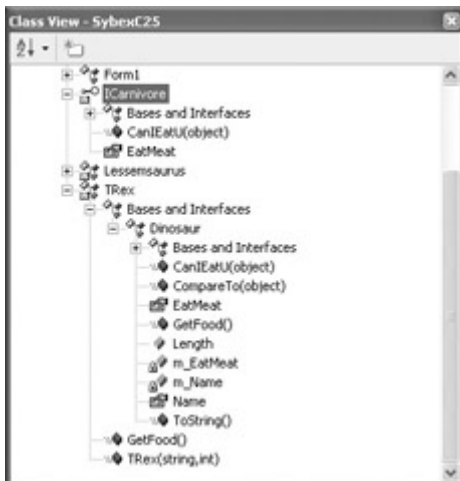 Class View - SybexC25
Form1
ICarnivore
Bases and Interfaces
CanIEatU(object)
EatMeat
Lessemsaurus
TRex
Bases and Interfaces
Dinosaur
Bases and Interfaces
CanIEatU(object)
CompareTo(object)
EatMeat
GetFood()
Length
m_EatMeat
m_Name
Name
ToString()
GetFood()
TRex(string,int)